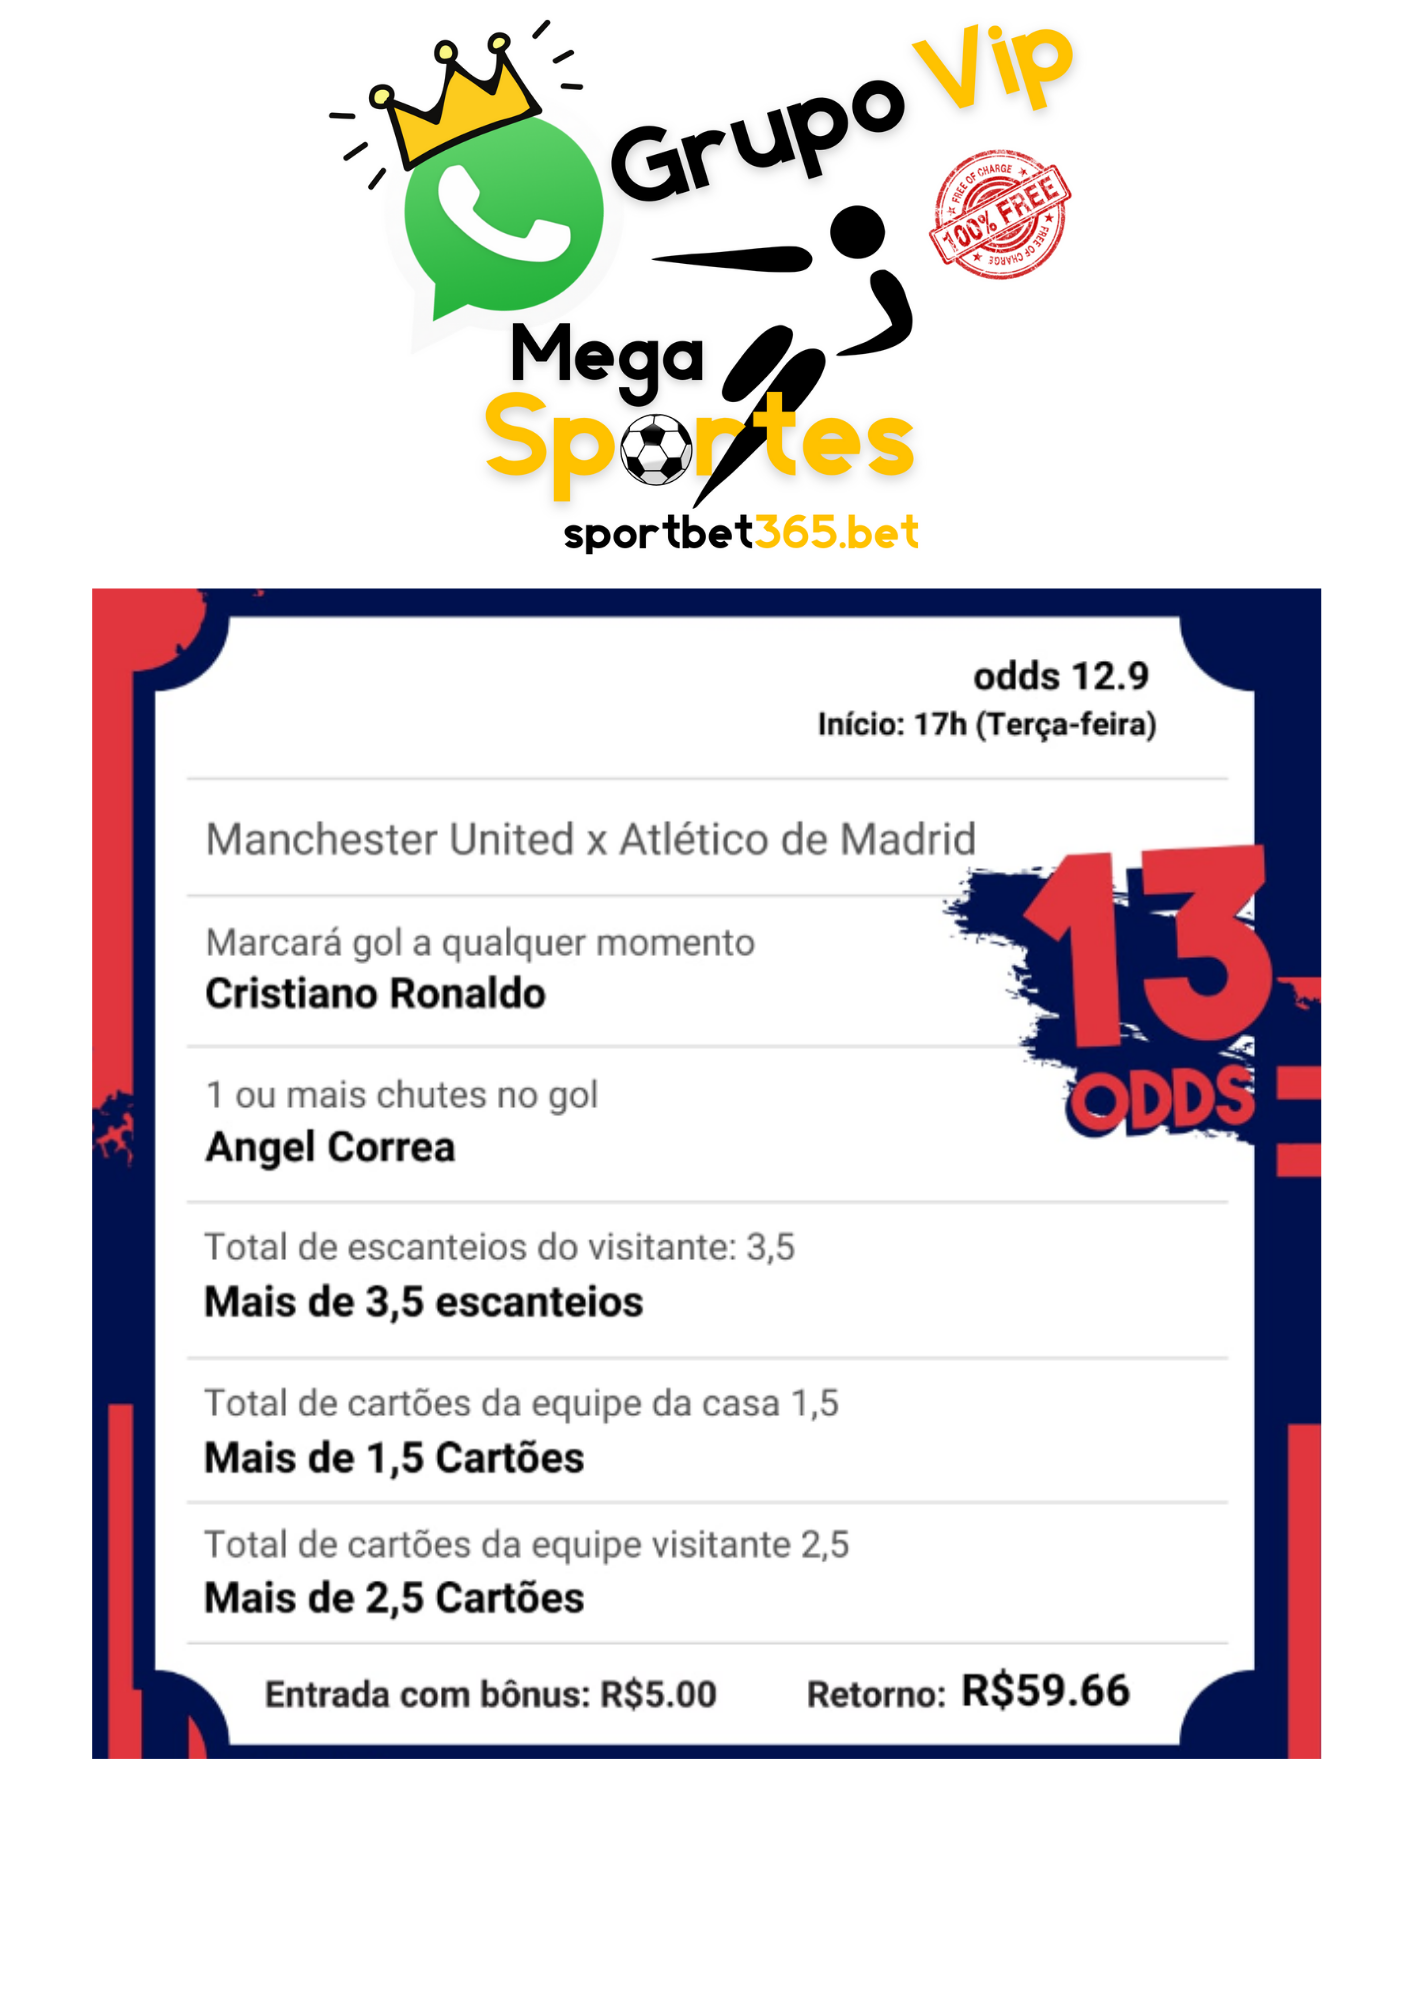 Grupo Vip
FREE OF CHARGE
100% FREE
FREE OF CHARGE
Mega
Sportes
sportbet365.bet
odds 12.9
Início: 17h (Terça-feira)
Manchester United x Atlético de Madrid
Marcará gol a qualquer momento
Cristiano Ronaldo
13
ODDS
1 ou mais chutes no gol
Angel Correa
Total de escanteios do visitante: 3,5
Mais de 3,5 escanteios
Total de cartões da equipe da casa 1,5
Mais de 1,5 Cartões
Total de cartões da equipe visitante 2,5
Mais de 2,5 Cartões
Entrada com bônus: R$5.00 Retorno: R$59.66